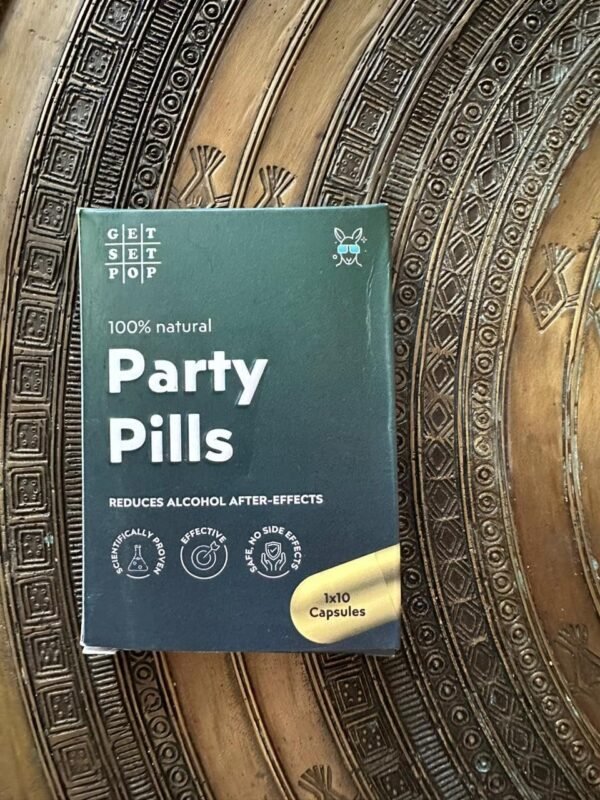 GET
SET
POP
100% natural
Party
Pills
REDUCES ALCOHOL AFTER-EFFECTS
SCIENTIFICALLY PROVEN
EFFECTIVE
SAFE, NO SIDE EFFECTS
1x10
Capsules